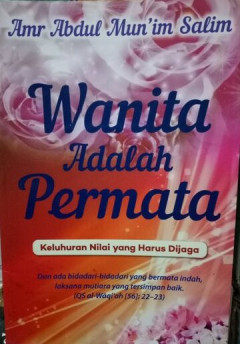 Amr Abdul Mun'im Salim
Wanita
Adalah
Permata
Keluhuran Nilai yang Harus Dijaga
Dan ada bidadari-bidadari yang bermata indah,
laksana mutiara yang tersimpan baik.
(QS al-Wâqi'ah [56]: 22-23)